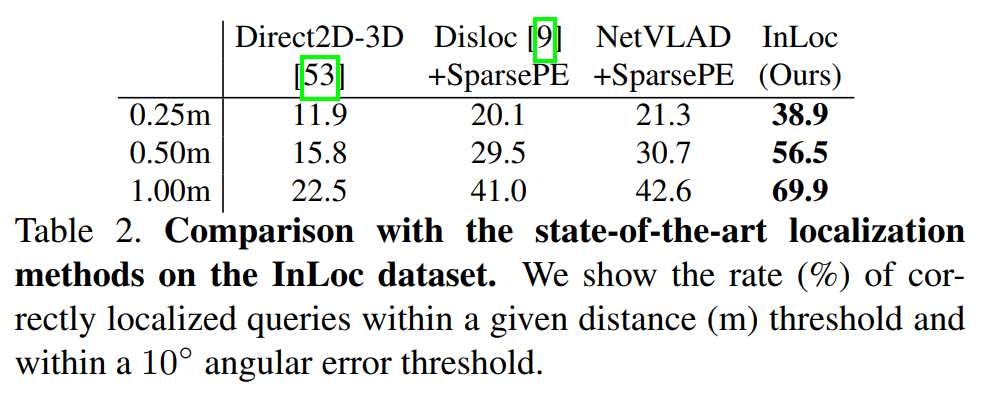 Direct2D-3D Disloc [9] NetVLAD InLoc
[53] +SparsePE +SparsePE (Ours)
0.25m 11.9 20.1 21.3 38.9
0.50m 15.8 29.5 30.7 56.5
1.00m 22.5 41.0 42.6 69.9
Table 2. Comparison with the state-of-the-art localization
methods on the InLoc dataset. We show the rate (%) of cor-
rectly localized queries within a given distance (m) threshold and
within a 10° angular error threshold.